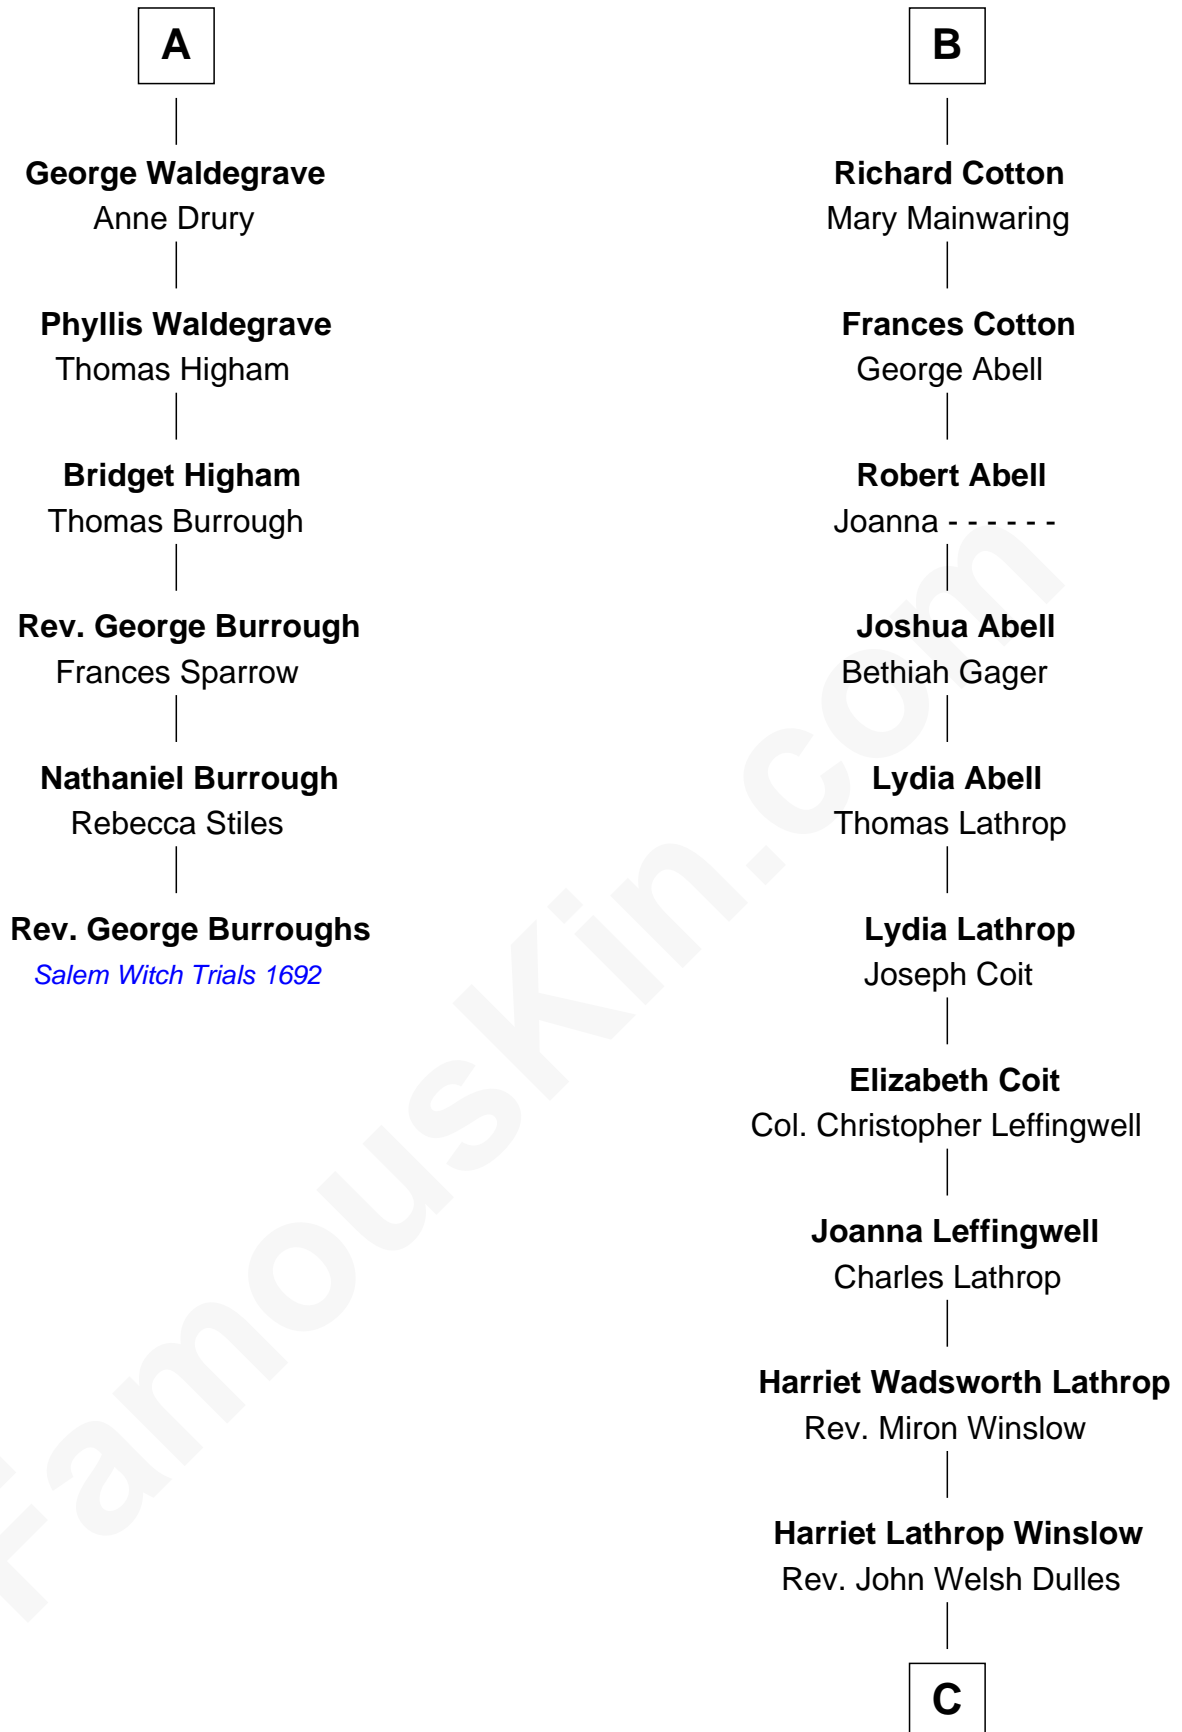 A
George Waldegrave
Anne Drury
Phyllis Waldegrave
Thomas Higham
Bridget Higham
Thomas Burrough
Rev. George Burrough
Frances Sparrow
Nathaniel Burrough
Rebecca Stiles
Rev. George Burroughs
Salem Witch Trials 1692
B
Richard Cotton
Mary Mainwaring
Frances Cotton
George Abell
Robert Abell
Joanna - - - - - -
Joshua Abell
Bethiah Gager
Lydia Abell
Thomas Lathrop
Lydia Lathrop
Joseph Coit
Elizabeth Coit
Col. Christopher Leffingwell
Joanna Leffingwell
Charles Lathrop
Harriet Wadsworth Lathrop
Rev. Miron Winslow
Harriet Lathrop Winslow
Rev. John Welsh Dulles
C
FamousKin.com